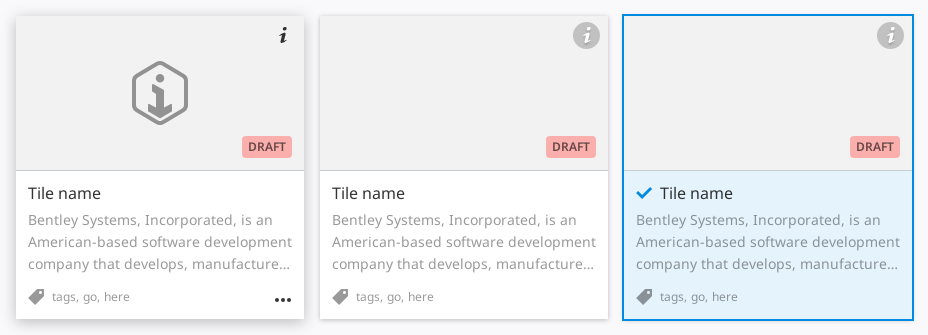 DRAFT
Tile name
Bentley Systems, Incorporated, is an
American-based software development
company that develops, manufacture...
tags, go, here
DRAFT
Tile name
Bentley Systems, Incorporated, is an
American-based software development
company that develops, manufacture...
tags, go, here
DRAFT
Tile name
Bentley Systems, Incorporated, is an
American-based software development
company that develops, manufacture...
tags, go, here